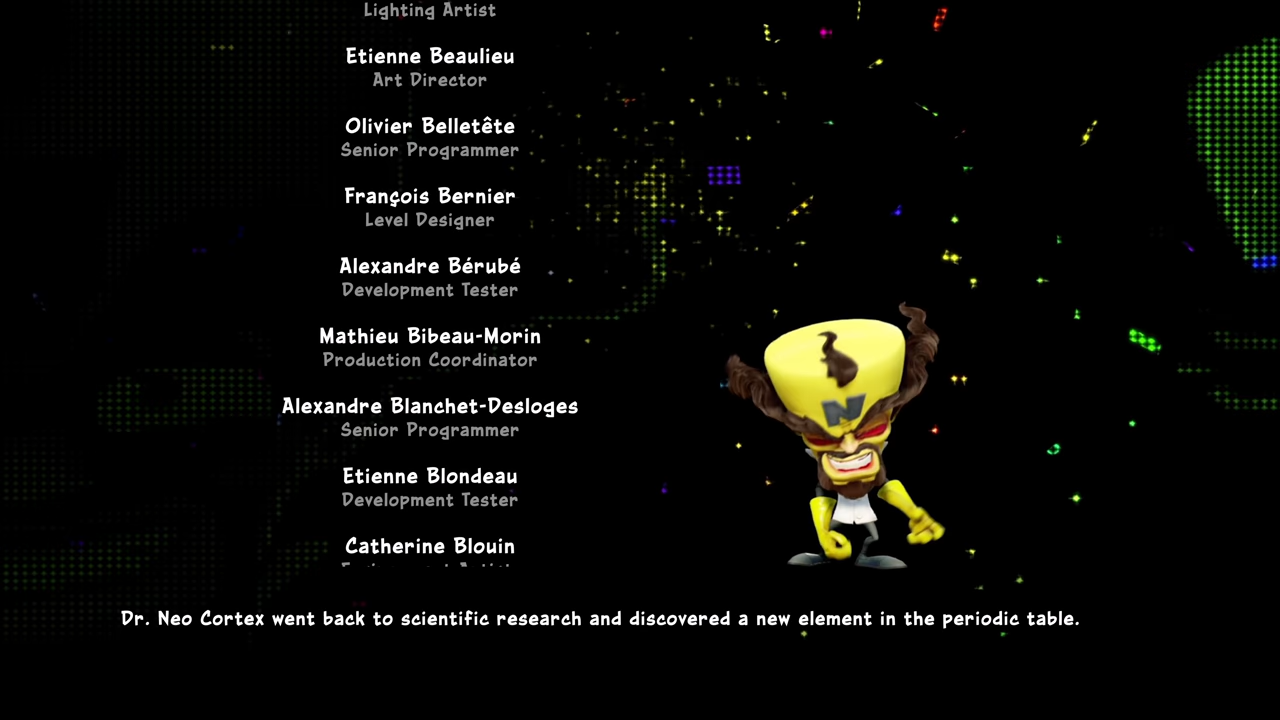 Lighting Artist
Etienne Beaulieu
Art Director
Olivier Belletête
Senior Programmer
François Bernier
Level Designer
Alexandre Bérubé
Development Tester
Mathieu Bibeau-Morin
Production Coordinator
Alexandre Blanchet-Desloges
Senior Programmer
Etienne Blondeau
Development Tester
Catherine Blouin
N
Dr. Neo Cortex went back to scientific research and discovered a new element in the periodic table.